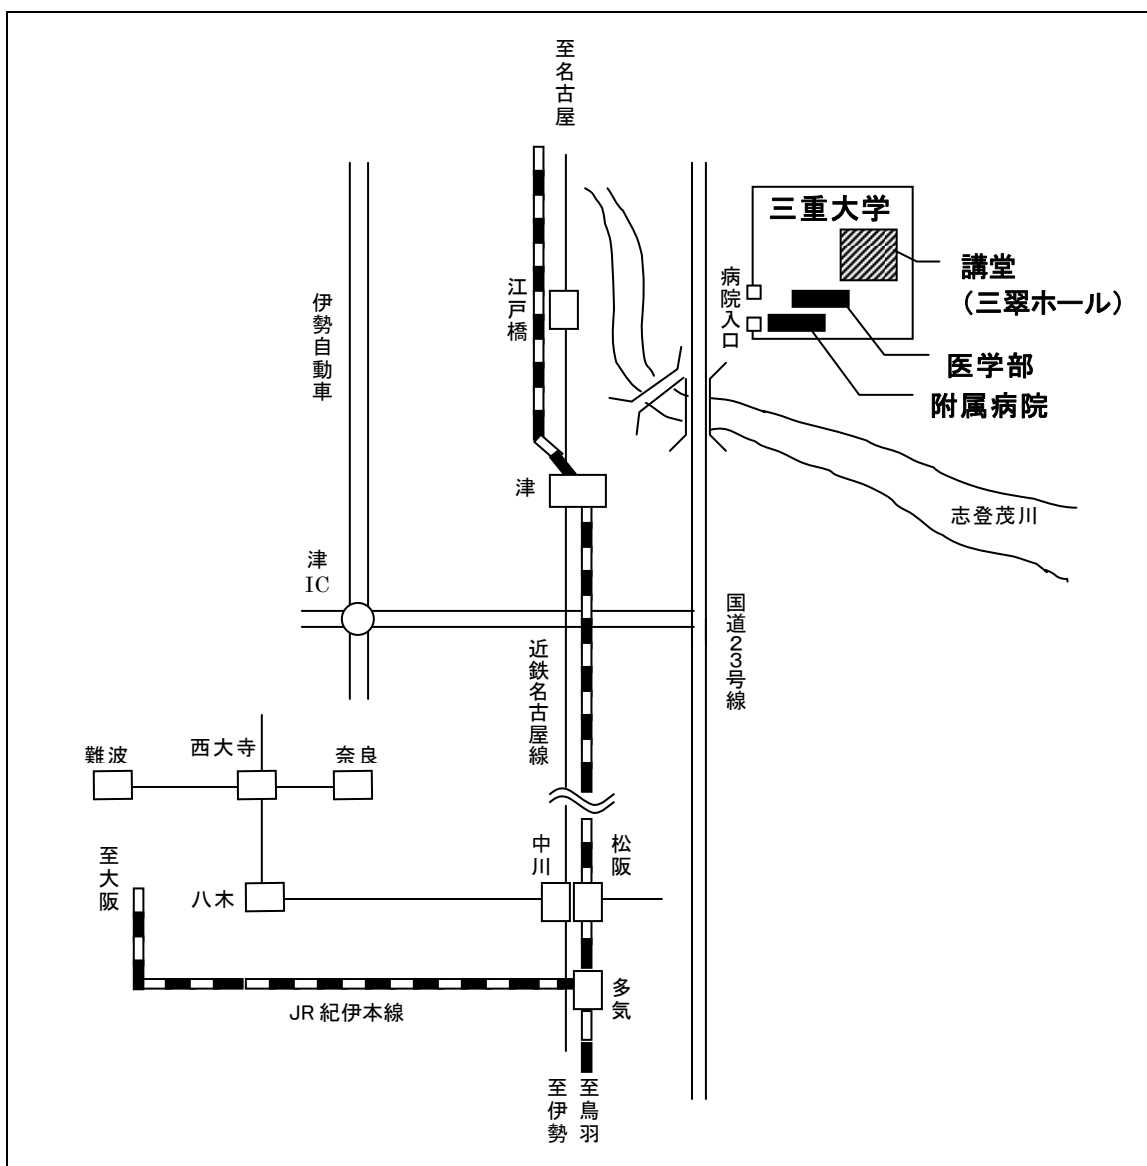 至名古屋
三重大学
講堂
(三翠ホール)
病院入口
江戸橋
伊勢自動車
医学部
附属病院
津
志登茂川
津
IC
国道23号線
近鉄名古屋線
難波
西大寺
奈良
至大阪
中川
松阪
八木
多気
JR紀伊本線
至伊勢
至鳥羽